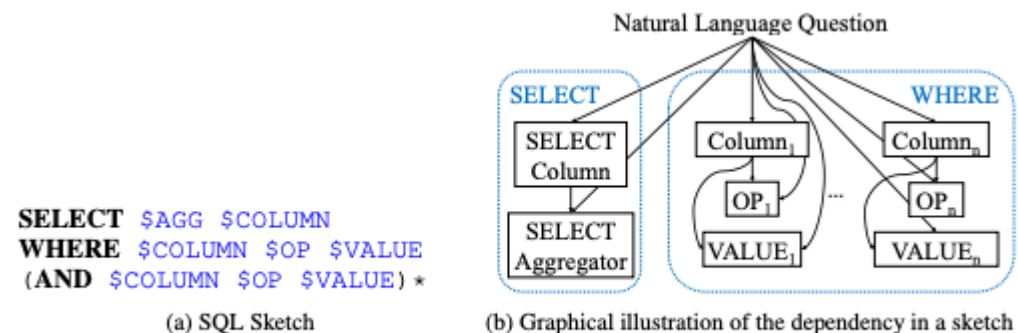 SELECT $AGG $COLUMN
WHERE $COLUMN $OP $VALUE
(AND $COLUMN $OP $VALUE)*
(a) SQL Sketch
Natural Language Question
SELECT
WHERE
SELECT
Column
SELECT
Aggregator
Column₁
OP₁
VALUE₁
...
Columnₙ
OPₙ
VALUEₙ
(b) Graphical illustration of the dependency in a sketch